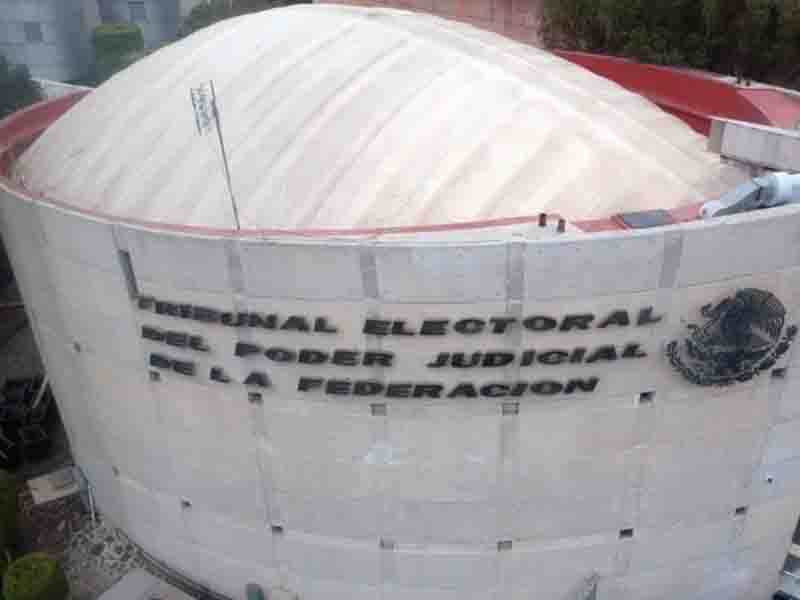 TRIBUNAL ELECTORAL
DEL PODER JUDICIAL
DE LA FEDERACION